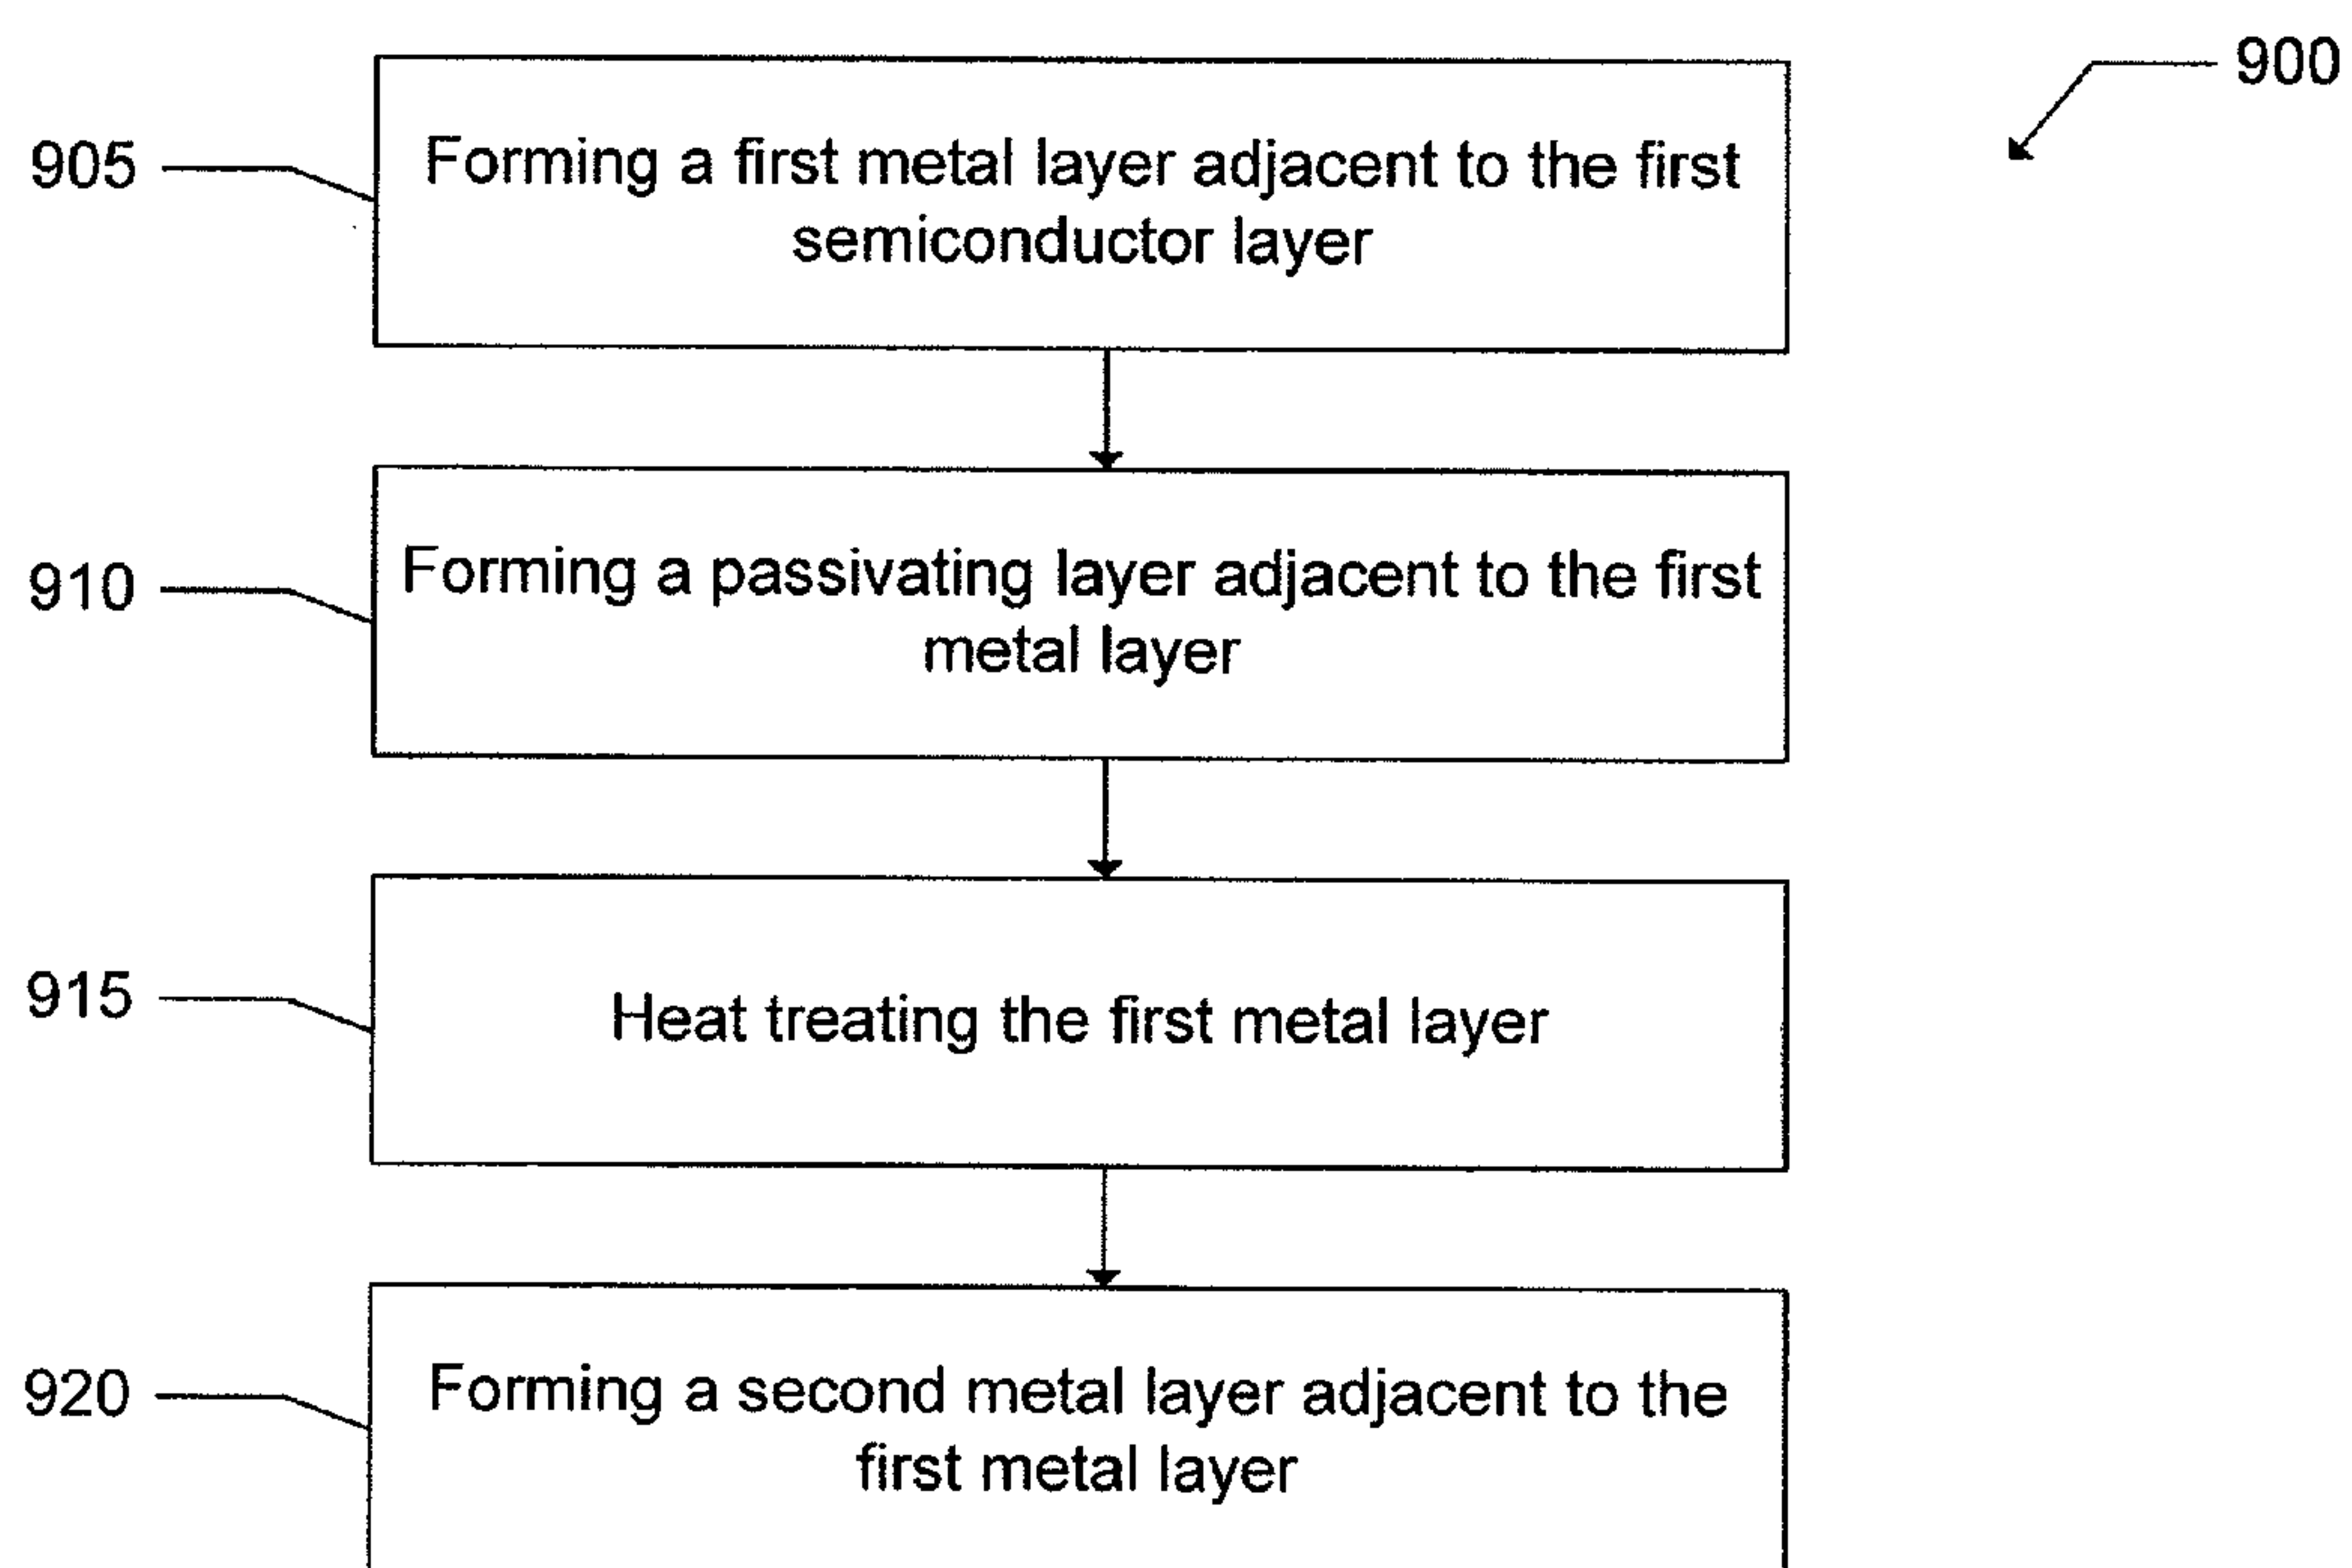 900
905
Forming a first metal layer adjacent to the first
semiconductor layer
910
Forming a passivating layer adjacent to the first
metal layer
915
Heat treating the first metal layer
920
Forming a second metal layer adjacent to the
first metal layer